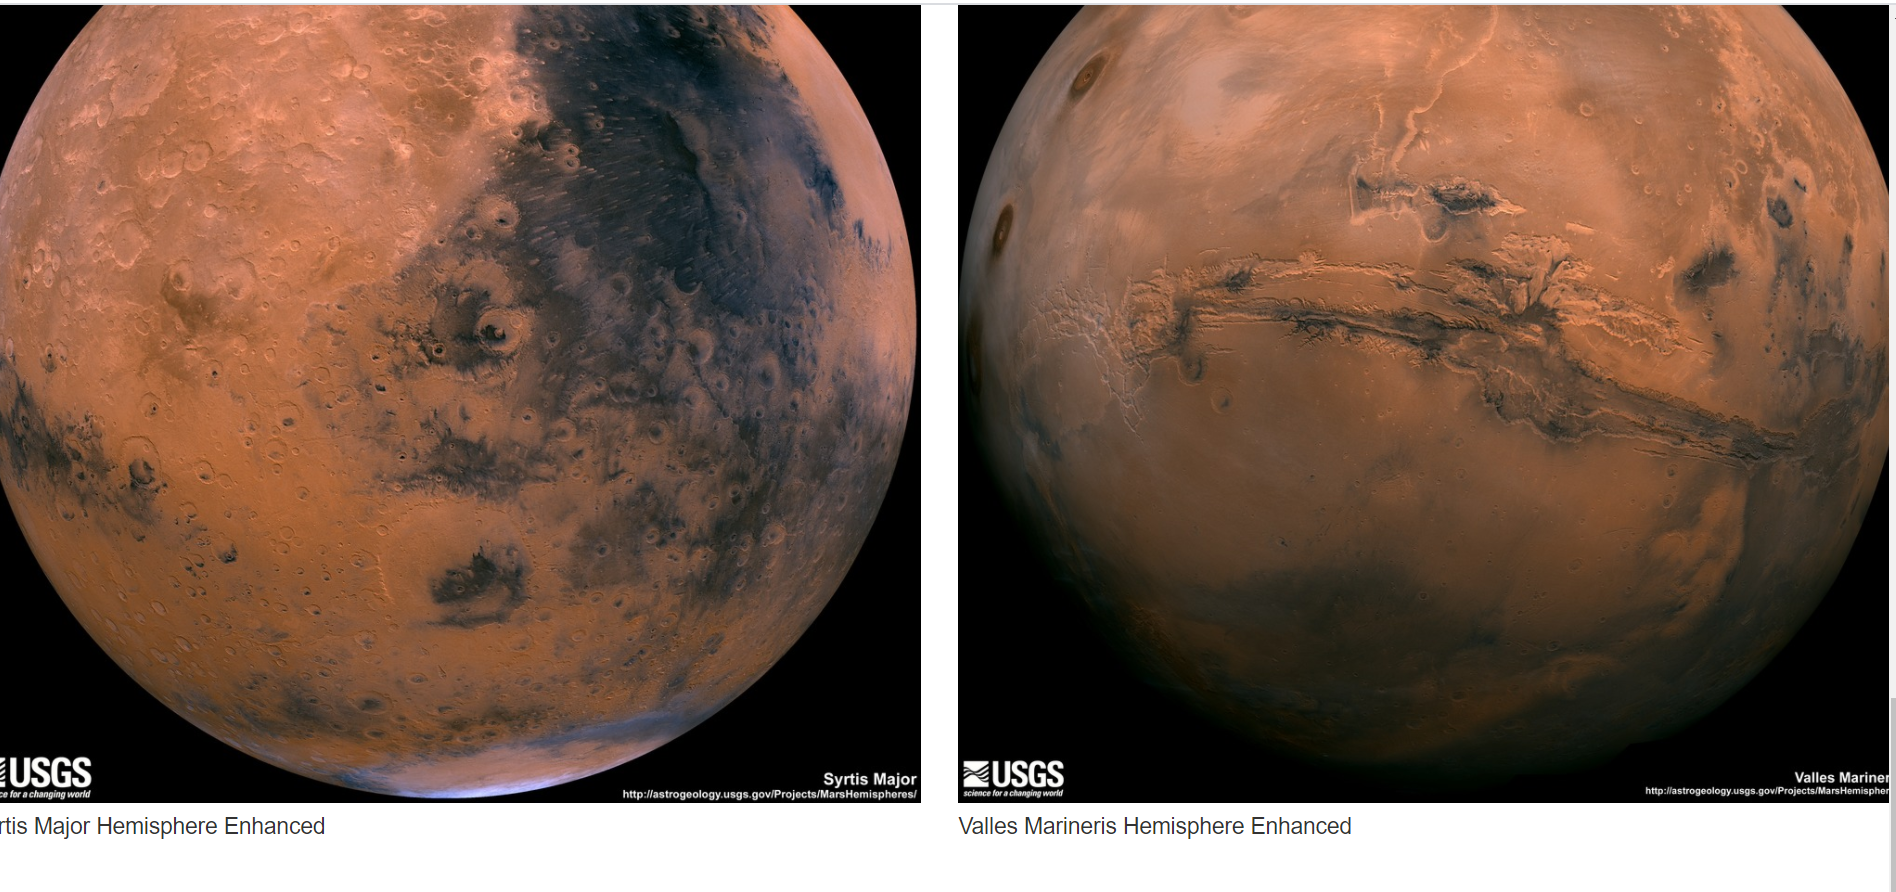 USGS
ce for a changing world
Syrtis Major
http://astrogeology.usgs.gov/Projects/MarsHemispheres/
rtis Major Hemisphere Enhanced
USGS
science for a changing world
Valles Mariner
http://astrogeology.usgs.gov/Projects/MarsHemispher
Valles Marineris Hemisphere Enhanced